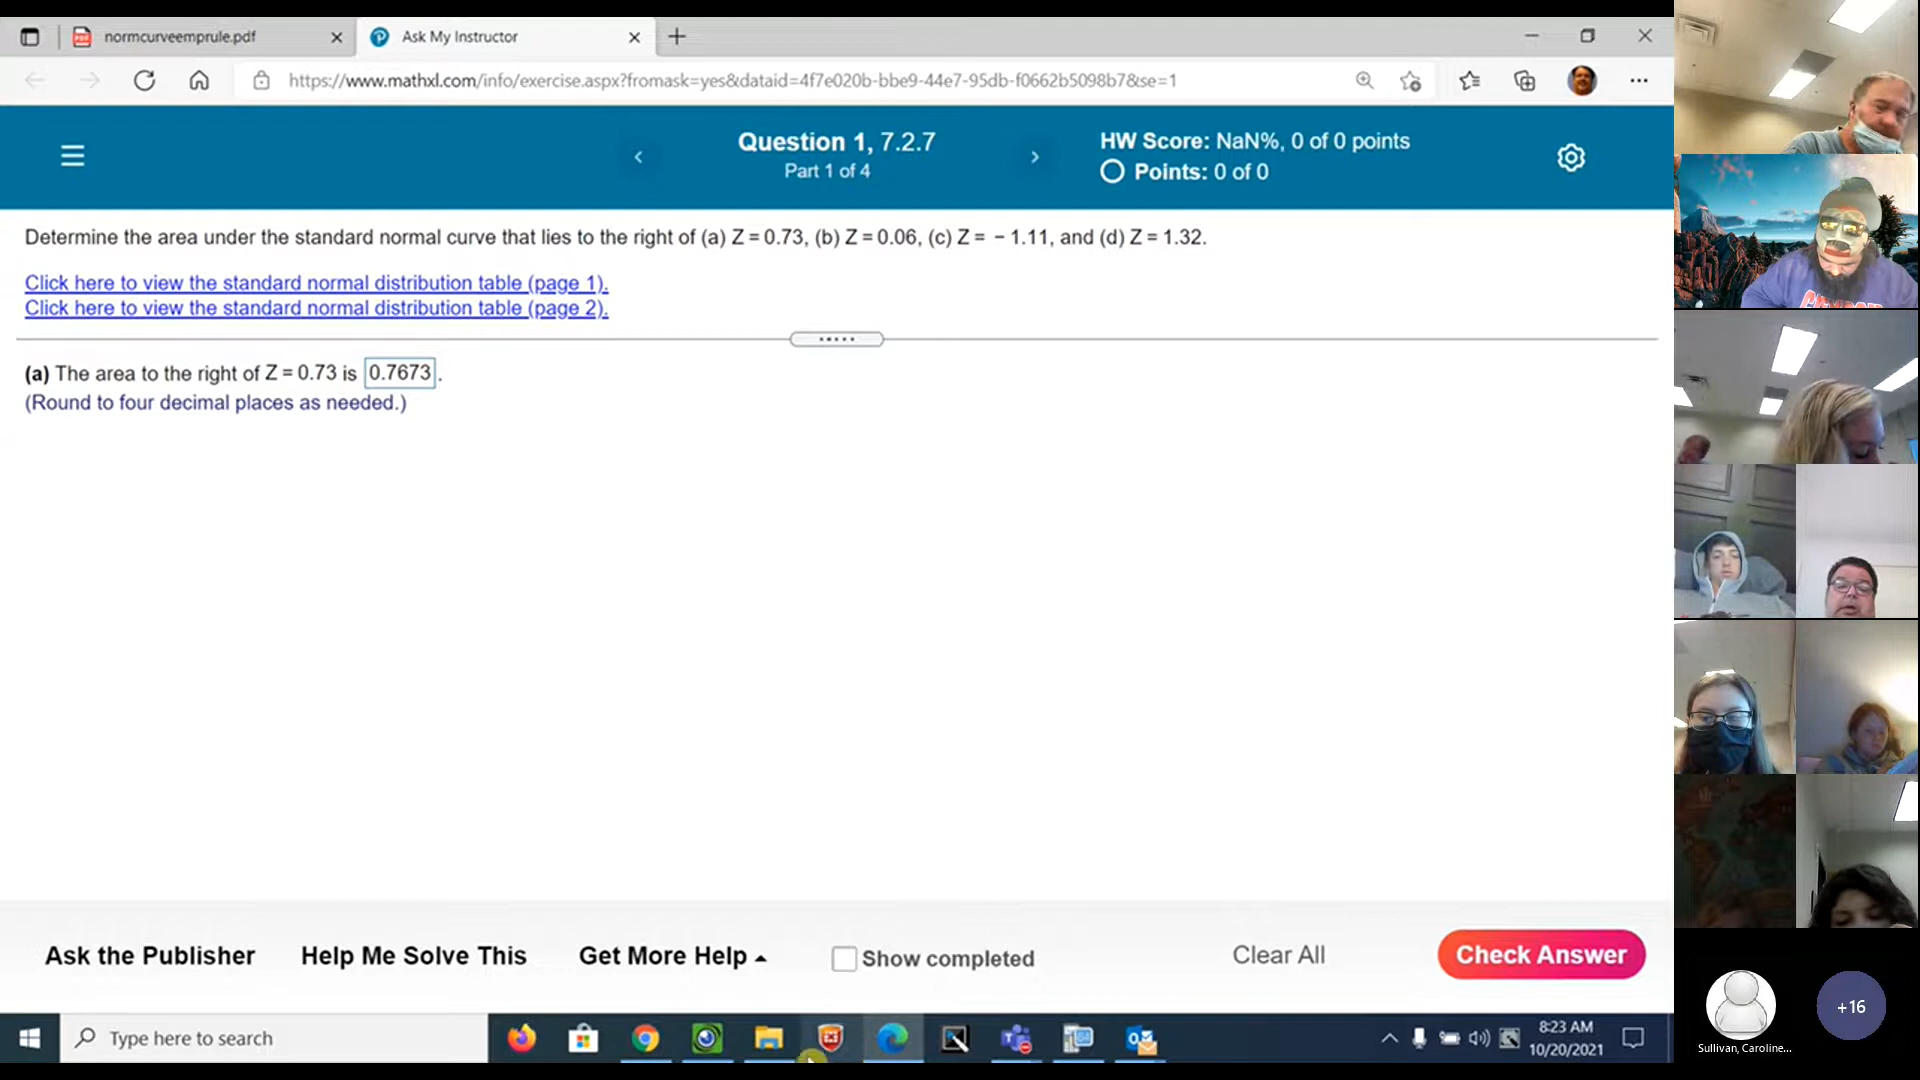 normcurveemprule.pdf
Ask My Instructor
https://www.mathxl.com/info/exercise.aspx?fromask=yes&dataid=4f7e020b-bbe9-44e7-95db-f0662b5098b7&se=1
Question 1, 7.2.7
Part 1 of 4
HW Score: NaN%, 0 of 0 points
Points: 0 of 0
Determine the area under the standard normal curve that lies to the right of (a) Z = 0.73, (b) Z = 0.06, (c) Z = − 1.11, and (d) Z = 1.32.
Click here to view the standard normal distribution table (page 1).
Click here to view the standard normal distribution table (page 2).
(a) The area to the right of Z = 0.73 is 0.7673.
(Round to four decimal places as needed.)
Ask the Publisher
Help Me Solve This
Get More Help
Show completed
Clear All
Check Answer
Type here to search
8:23 AM
10/20/2021
Sullivan, Caroline...
+16